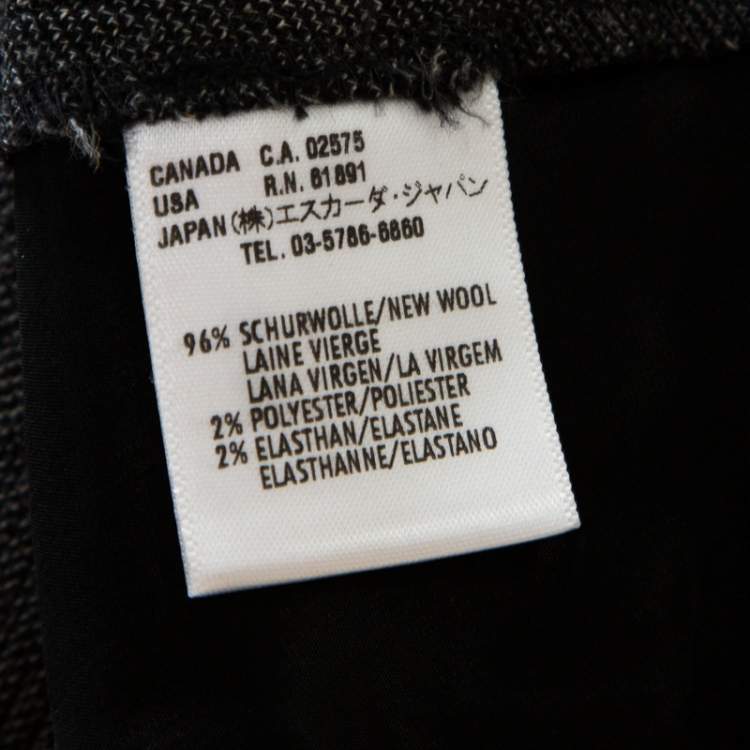 CANADA C.A. 02575
USA R.N. 81891
JAPAN (株)エスカーダ・ジャパン
TEL. 03-5786-6860
96% SCHURWOLLE/NEW WOOL
LAINE VIERGE
LANA VIRGEN/LA VIRGEM
2% POLYESTER/POLIESTER
2% ELASTHAN/ELASTANE
ELASTHANNE/ELASTANO